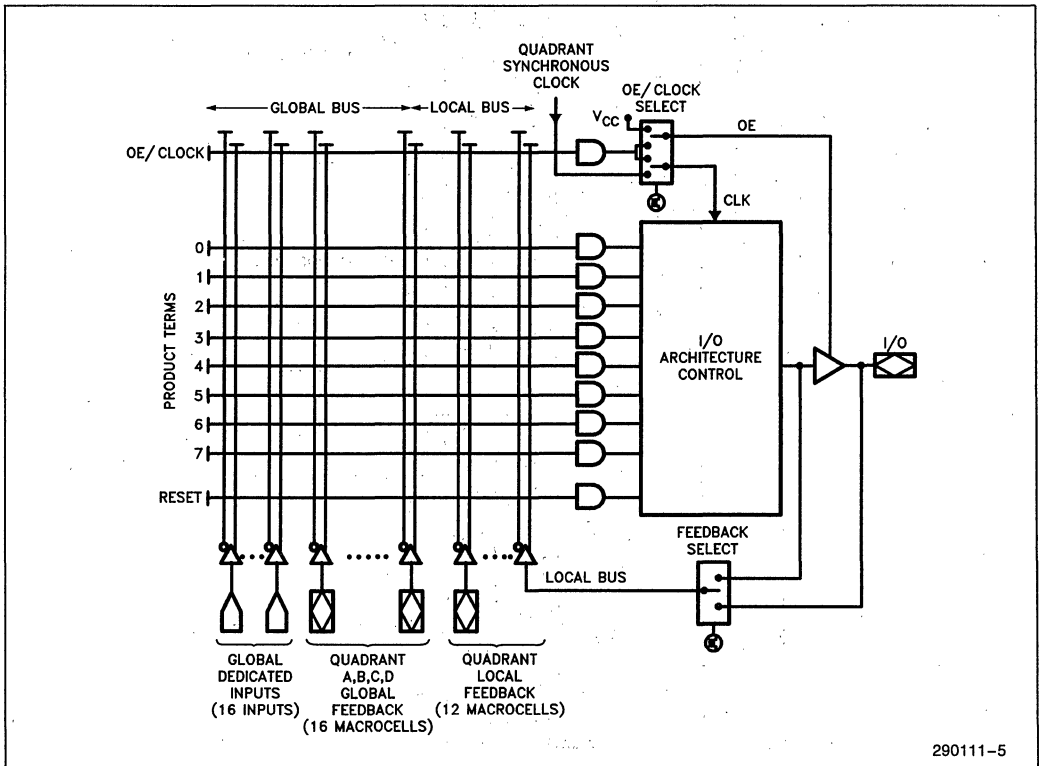 QUADRANT
SYNCHRONOUS
CLOCK
OE/CLOCK
SELECT
GLOBAL BUS
LOCAL BUS
VCC
OE
OE/CLOCK
CLK
0
1
2
3
4
5
6
7
PRODUCT TERMS
I/O
ARCHITECTURE
CONTROL
I/O
RESET
FEEDBACK
SELECT
LOCAL BUS
GLOBAL
DEDICATED
INPUTS
(16 INPUTS)
QUADRANT
A,B,C,D
GLOBAL
FEEDBACK
(16 MACROCELLS)
QUADRANT
LOCAL
FEEDBACK
(12 MACROCELLS)
290111-5